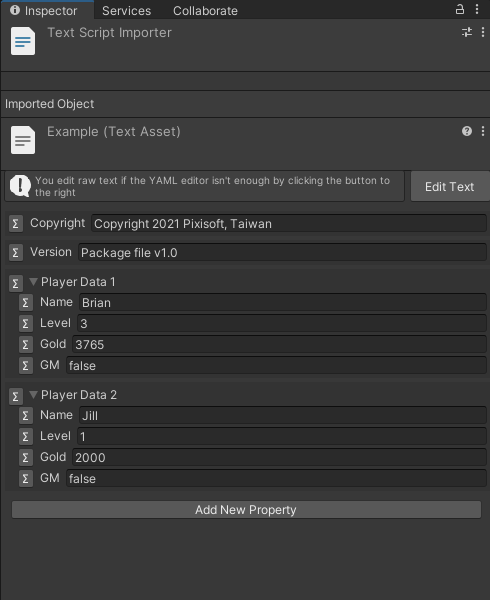 Inspector Services Collaborate
Text Script Importer
Imported Object
Example (Text Asset)
You edit raw text if the YAML editor isn't enough by clicking the button to
the right
Edit Text
Σ Copyright Copyright 2021 Pixisoft, Taiwan
Σ Version Package file v1.0
Σ Player Data 1
Σ Name Brian
Σ Level 3
Σ Gold 3765
Σ GM false
Σ Player Data 2
Σ Name Jill
Σ Level 1
Σ Gold 2000
Σ GM false
Add New Property